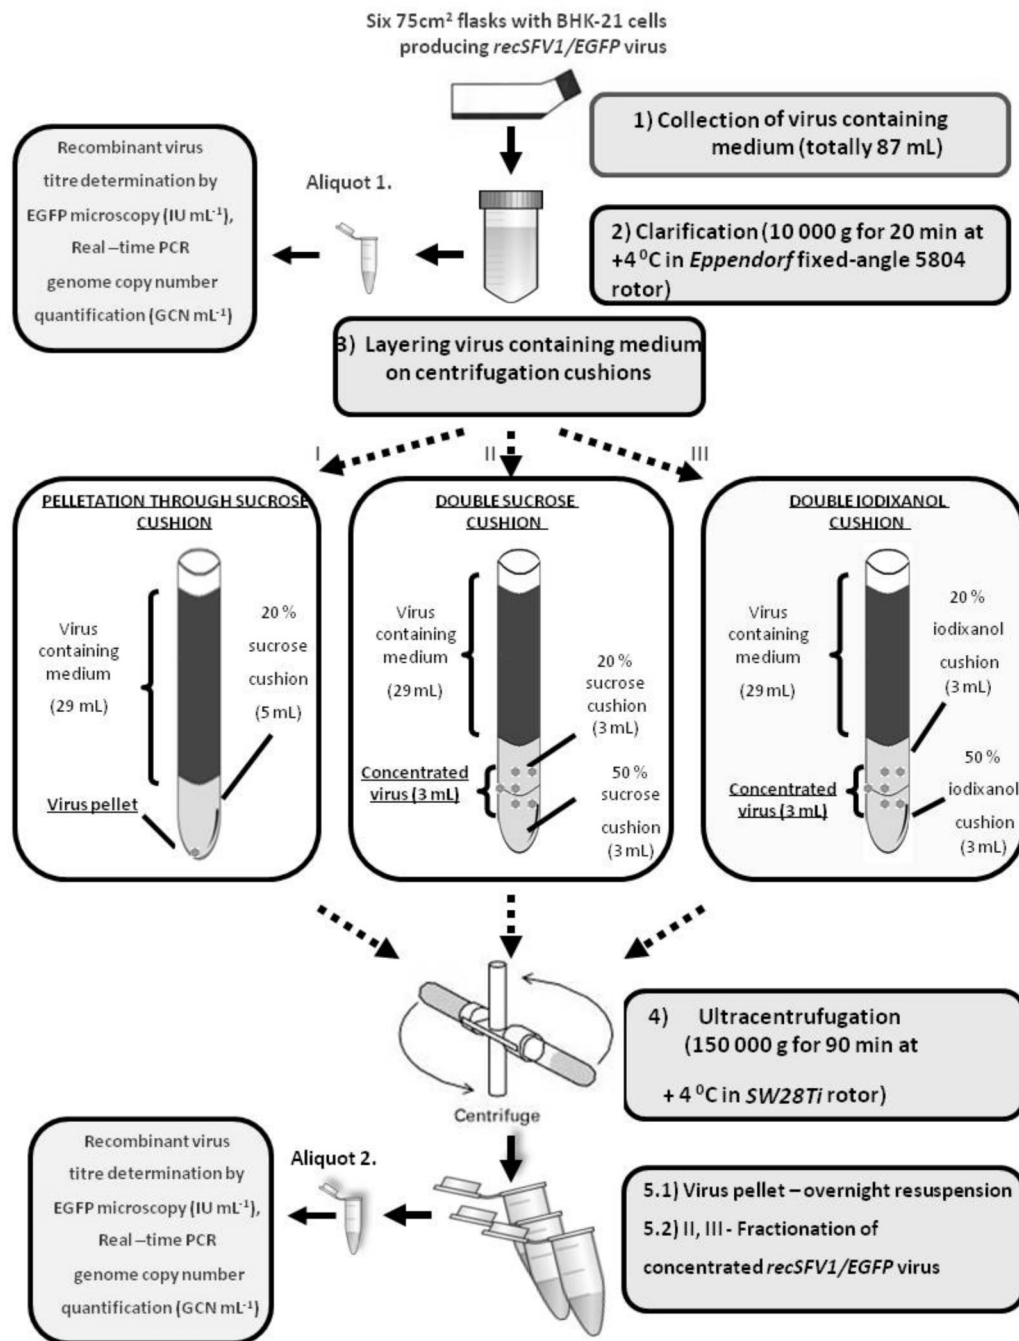 Six 75cm² flasks with BHK-21 cells
producing recSFV1/EGFP virus
1) Collection of virus containing
medium (totally 87 mL)
Recombinant virus
titre determination by
EGFP microscopy (IU mL⁻¹),
Real –time PCR
genome copy number
quantification (GCN mL⁻¹)
Aliquot 1.
2) Clarification (10 000 g for 20 min at
+4 ⁰C in Eppendorf fixed-angle 5804
rotor)
3) Layering virus containing medium
on centrifugation cushions
I
II
III
PELLETATION THROUGH SUCROSE
CUSHION
Virus
containing
medium
(29 mL)
20 %
sucrose
cushion
(5 mL)
Virus pellet
DOUBLE SUCROSE
CUSHION
Virus
containing
medium
(29 mL)
20 %
sucrose
cushion
(3 mL)
Concentrated
virus (3 mL)
50 %
sucrose
cushion
(3 mL)
DOUBLE IODIXANOL
CUSHION
Virus
containing
medium
(29 mL)
20 %
iodixanol
cushion
(3 mL)
Concentrated
virus (3 mL)
50 %
iodixanol
cushion
(3 mL)
4) Ultracentrufugation
(150 000 g for 90 min at
+ 4 ⁰C in SW28Ti rotor)
Centrifuge
Recombinant virus
titre determination by
EGFP microscopy (IU mL⁻¹),
Real –time PCR
genome copy number
quantification (GCN mL⁻¹)
Aliquot 2.
5.1) Virus pellet – overnight resuspension
5.2) II, III - Fractionation of
concentrated recSFV1/EGFP virus